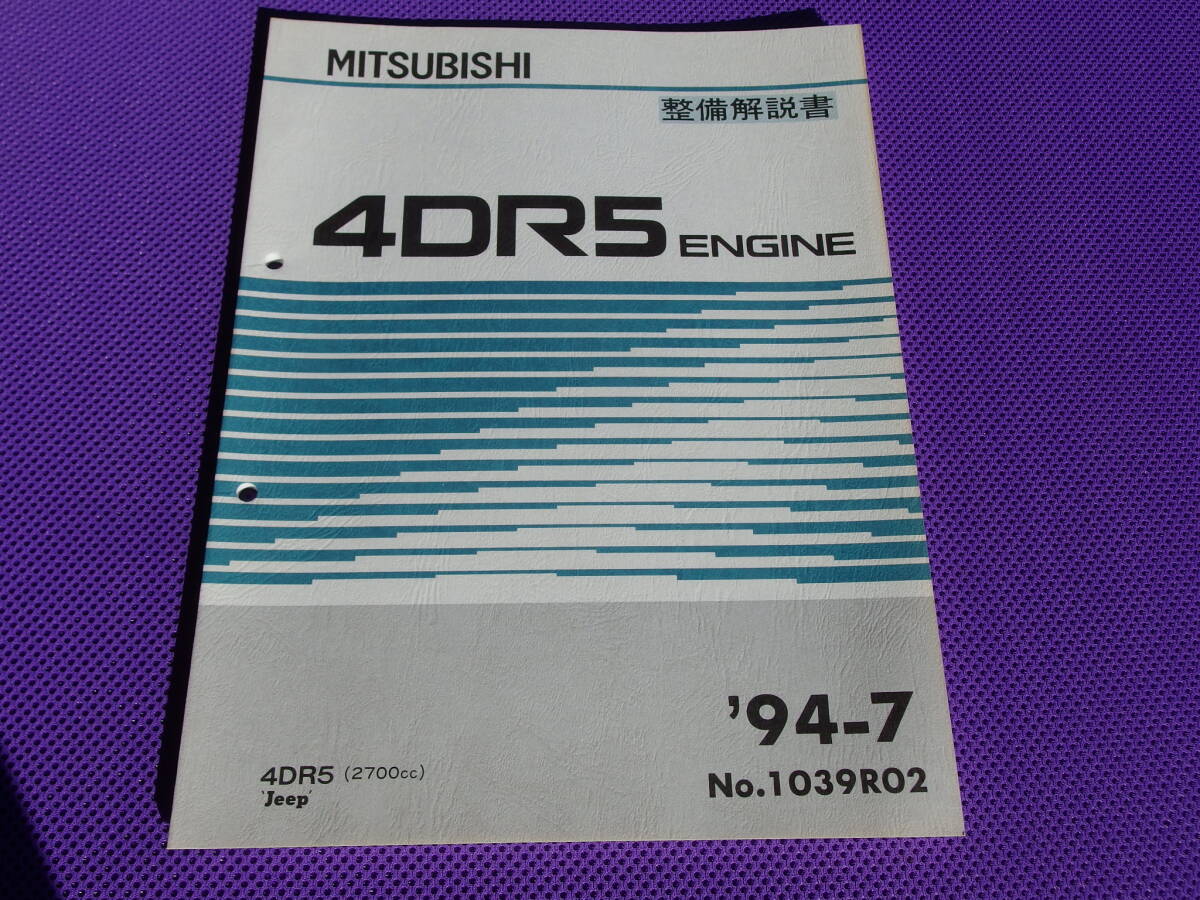 MITSUBISHI
整備解説書
4DR5 ENGINE
'94-7
No.1039R02
4DR5 (2700cc)
'Jeep'